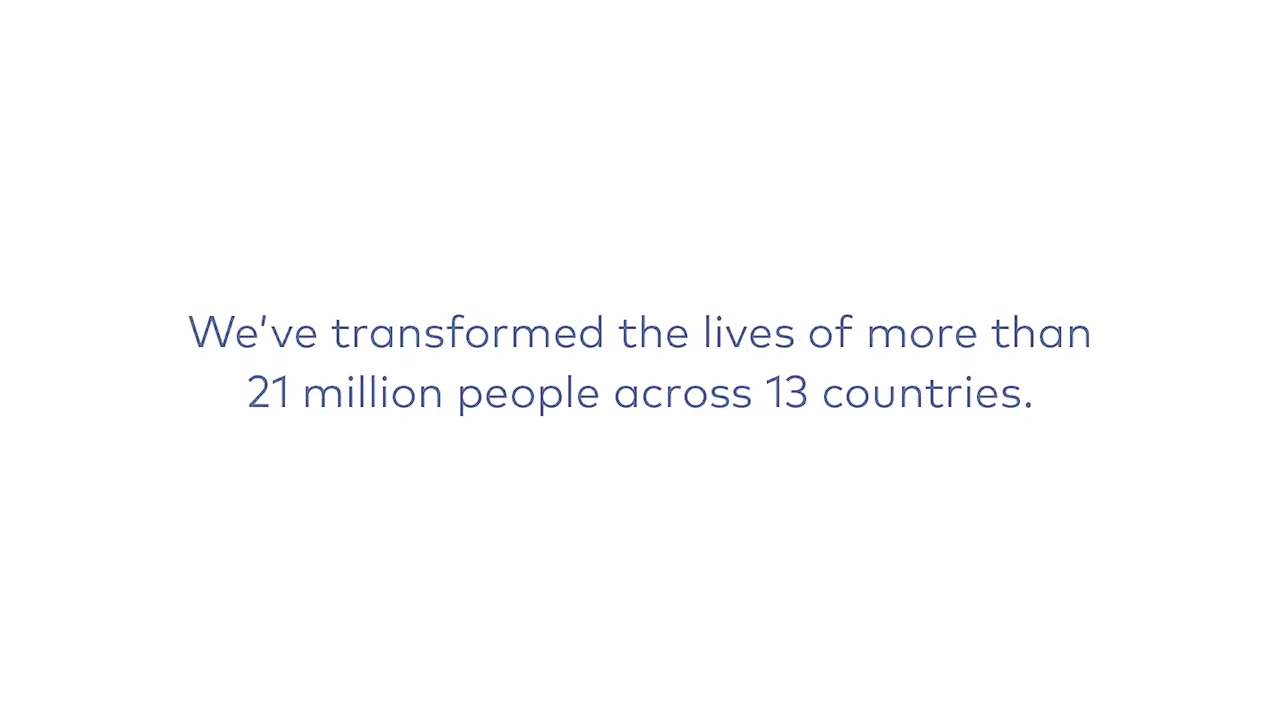 We’ve transformed the lives of more than
21 million people across 13 countries.